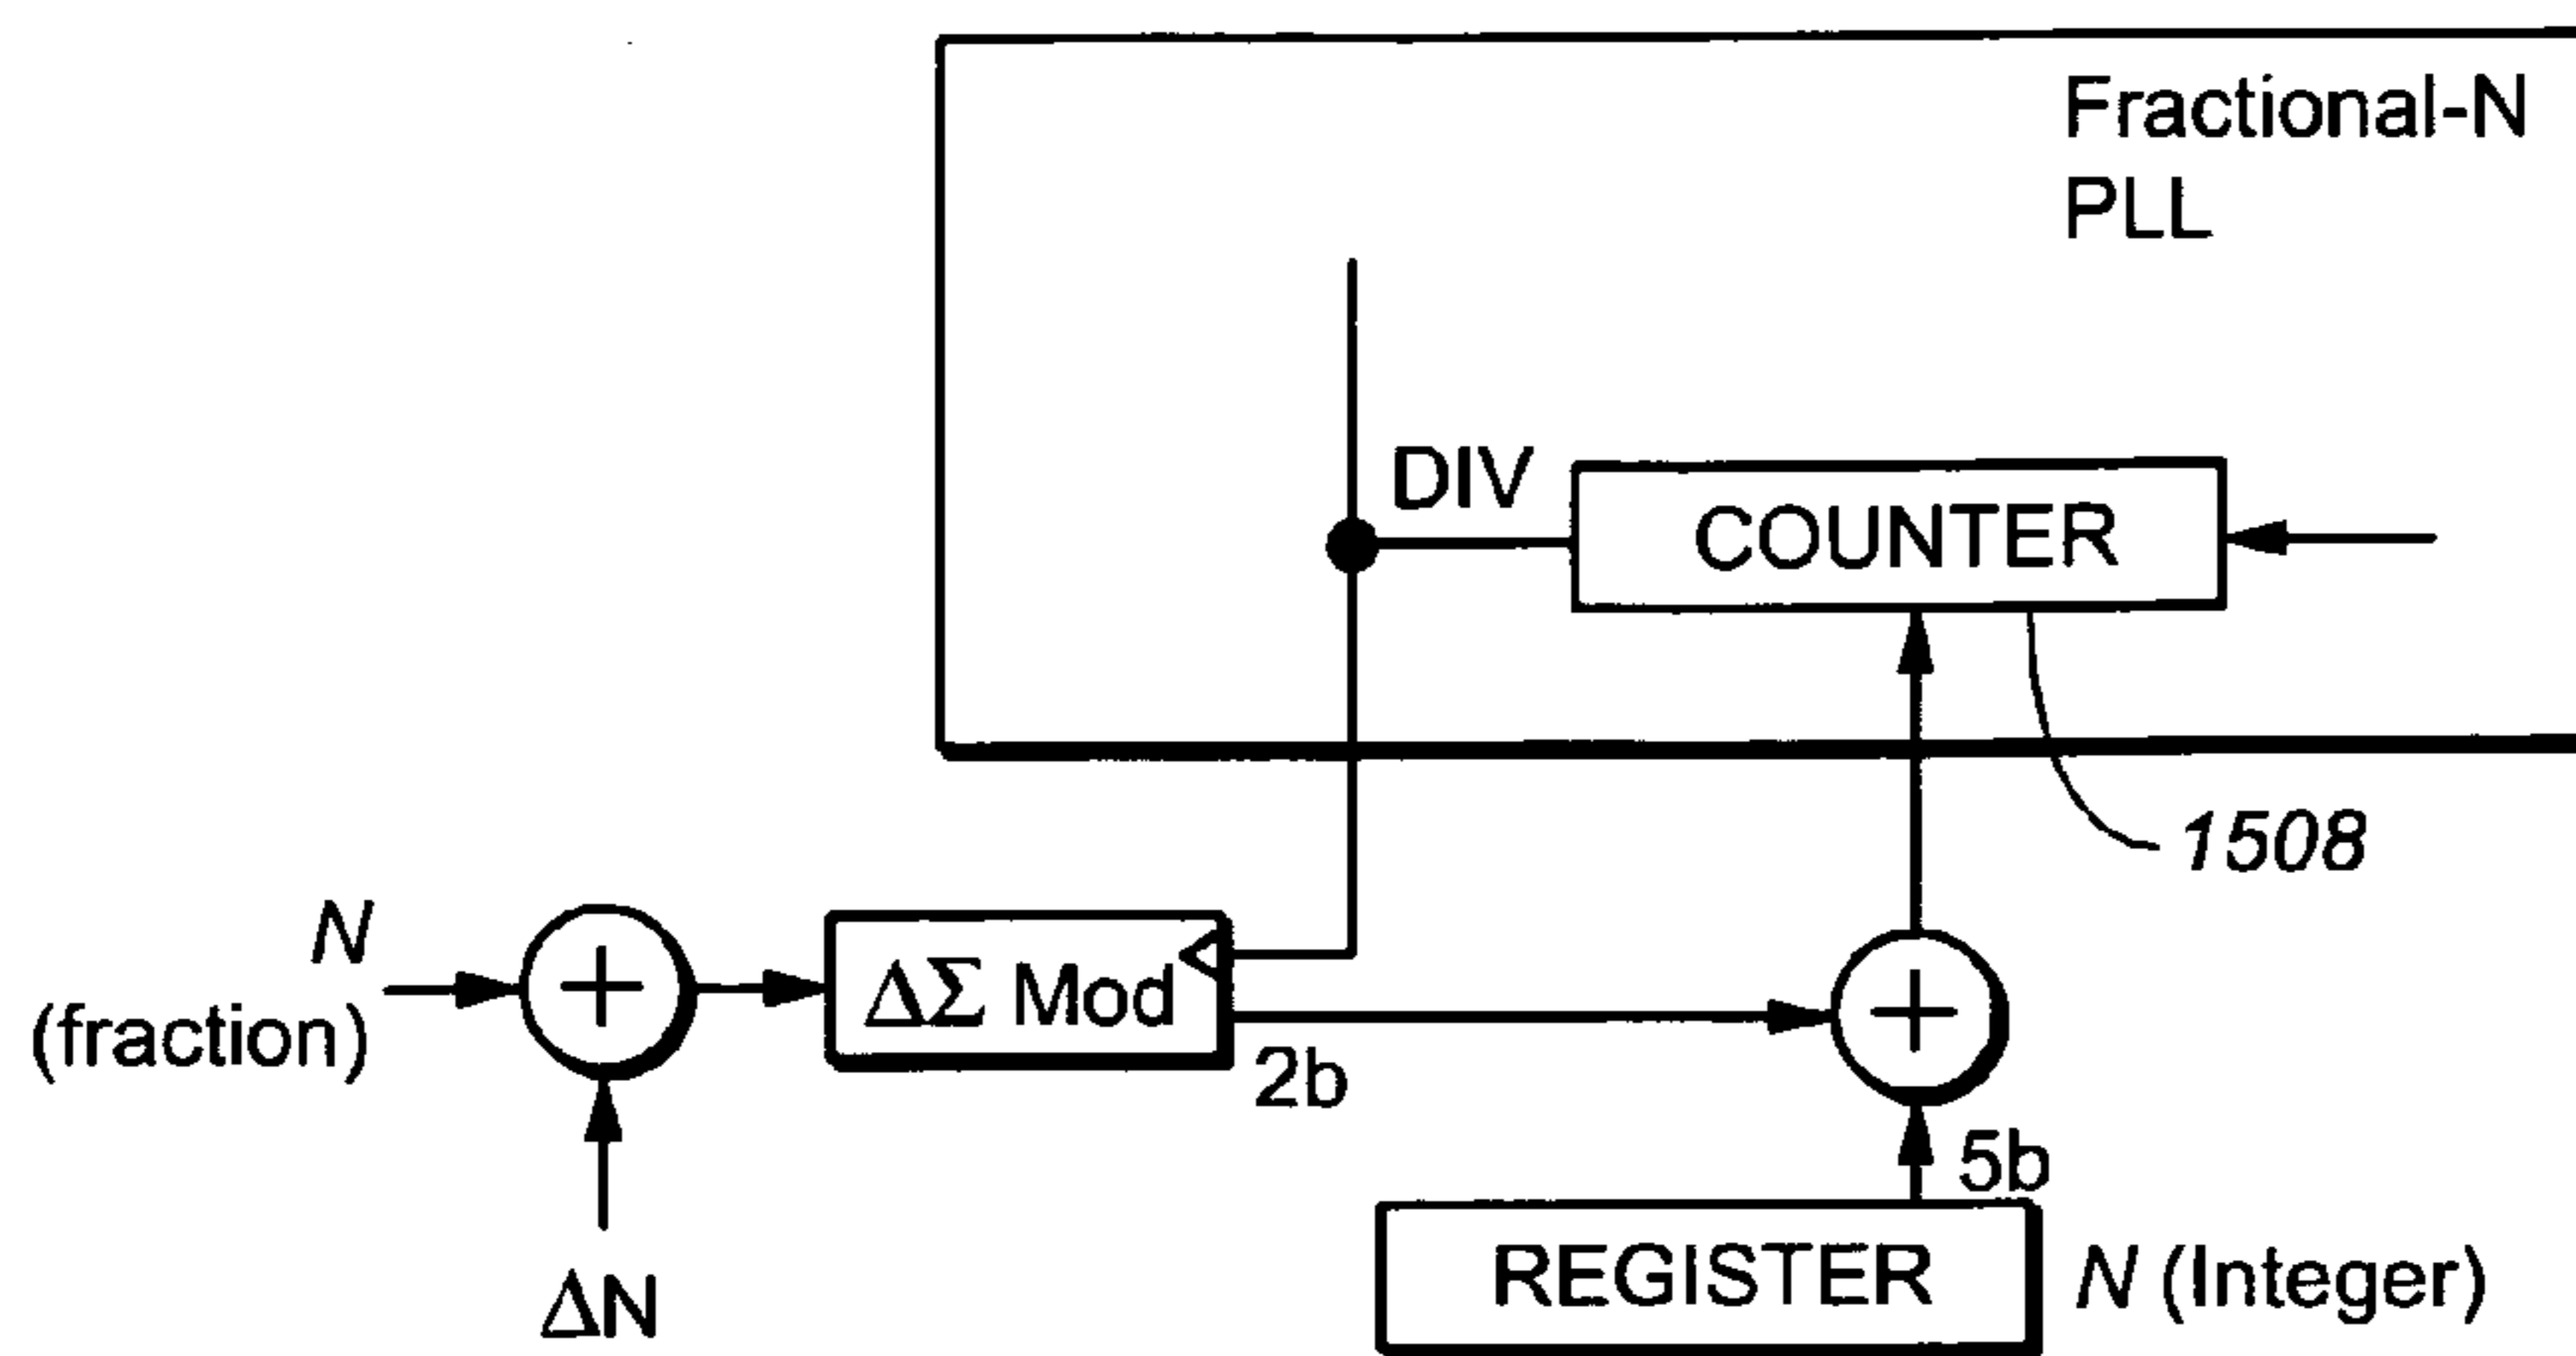 Fractional-N
PLL
DIV
COUNTER
1508
N
(fraction)
ΔΣ Mod
2b
5b
ΔN
REGISTER
N (Integer)